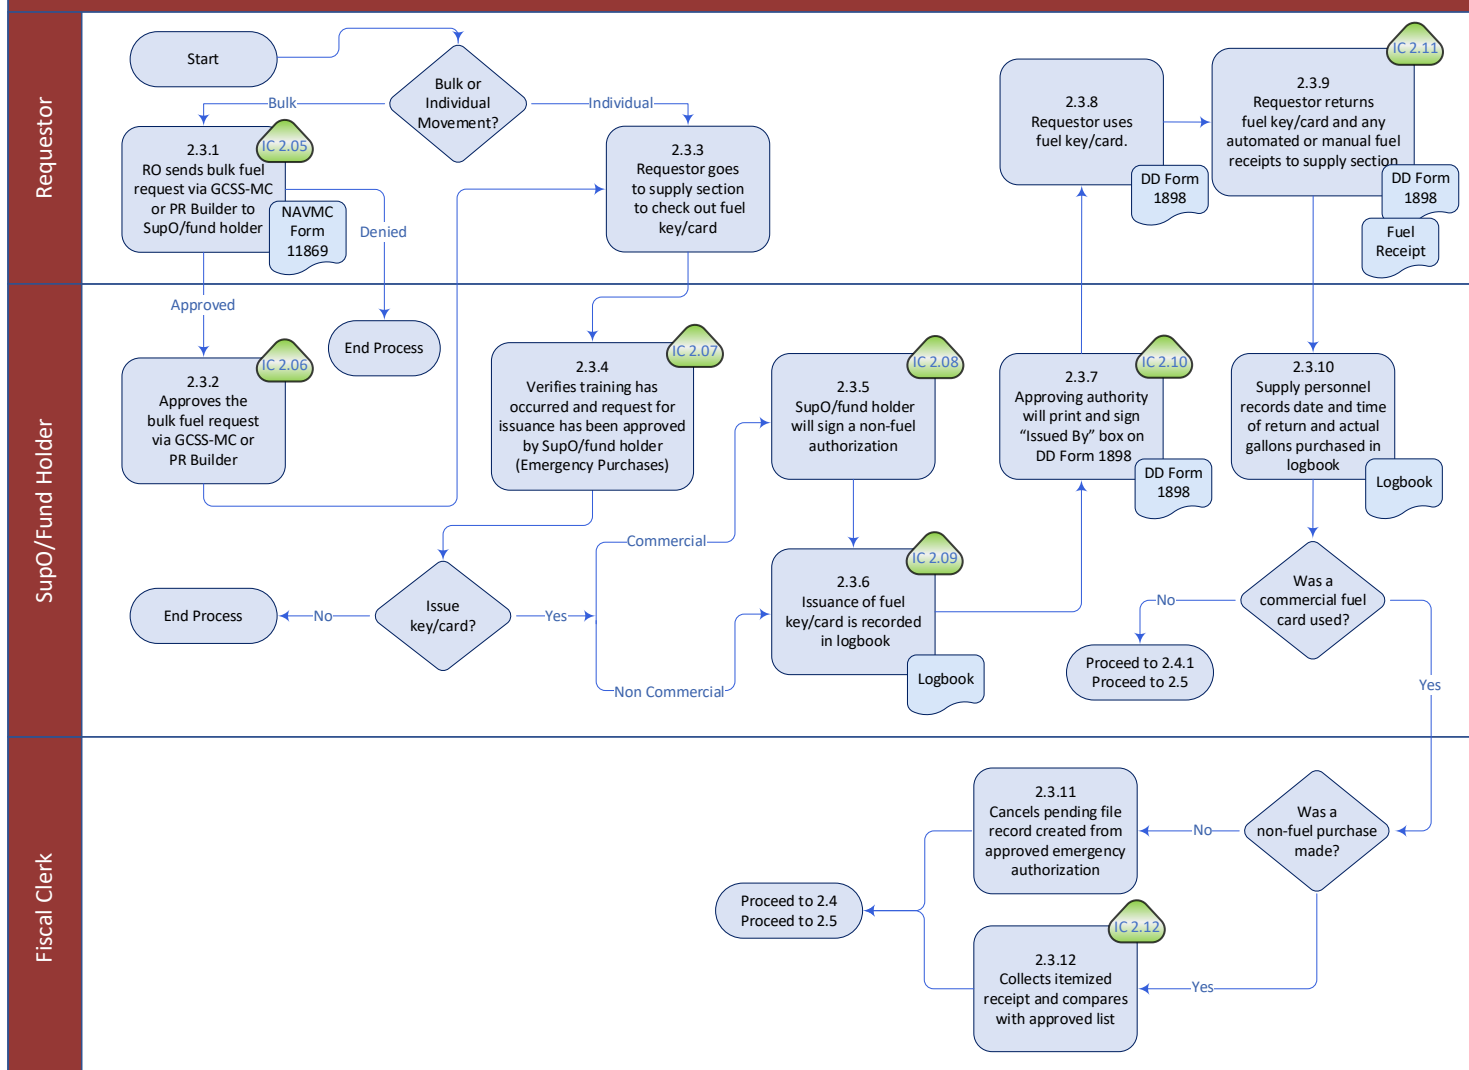 Requestor
Start
Bulk or
Individual
Movement?
Bulk
Individual
2.3.1
RO sends bulk fuel
request via GCSS-MC
or PR Builder to
SupO/fund holder
IC 2.05
NAVMC
Form
11869
Denied
Approved
2.3.3
Requestor goes
to supply section
to check out fuel
key/card
2.3.8
Requestor uses
fuel key/card.
DD Form
1898
2.3.9
Requestor returns
fuel key/card and any
automated or manual fuel
receipts to supply section
IC 2.11
DD Form
1898
Fuel
Receipt
SupO/Fund Holder
End Process
2.3.2
Approves the
bulk fuel request
via GCSS-MC or
PR Builder
IC 2.06
2.3.4
Verifies training has
occurred and request for
issuance has been approved
by SupO/fund holder
(Emergency Purchases)
IC 2.07
2.3.5
SupO/fund holder
will sign a non-fuel
authorization
IC 2.08
2.3.7
Approving authority
will print and sign
“Issued By” box on
DD Form 1898
IC 2.10
DD Form
1898
2.3.10
Supply personnel
records date and time
of return and actual
gallons purchased in
logbook
Logbook
End Process
No
Issue
key/card?
Yes
Commercial
Non Commercial
2.3.6
Issuance of fuel
key/card is recorded
in logbook
IC 2.09
Logbook
Was a
commercial fuel
card used?
No
Yes
Proceed to 2.4.1
Proceed to 2.5
Fiscal Clerk
Was a
non-fuel purchase
made?
No
Yes
2.3.11
Cancels pending file
record created from
approved emergency
authorization
2.3.12
Collects itemized
receipt and compares
with approved list
IC 2.12
Proceed to 2.4
Proceed to 2.5